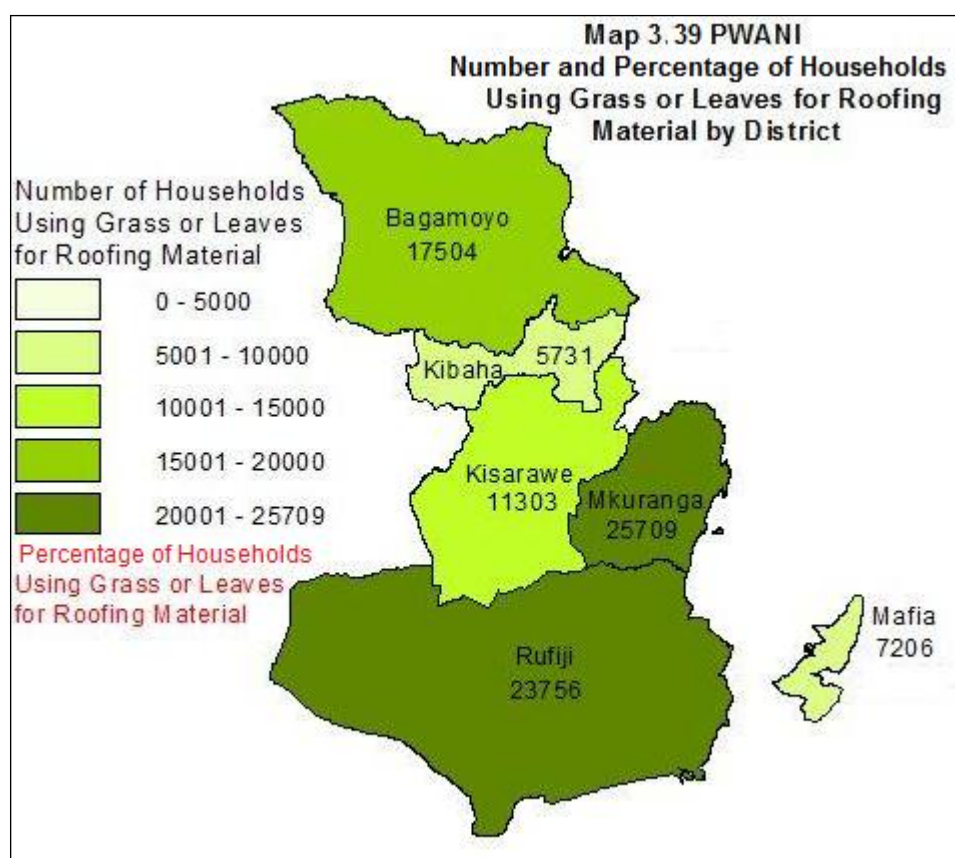 Map 3.39 PWANI
Number and Percentage of Households
Using Grass or Leaves for Roofing
Material by District
Number of Households
Using Grass or Leaves
for Roofing Material
0 - 5000
5001 - 10000
10001 - 15000
15001 - 20000
20001 - 25709
Percentage of Households
Using Grass or Leaves
for Roofing Material
Bagamoyo
17504
Kibaha
5731
Kisarawe
11303
Mkuranga
25709
Rufiji
23756
Mafia
7206